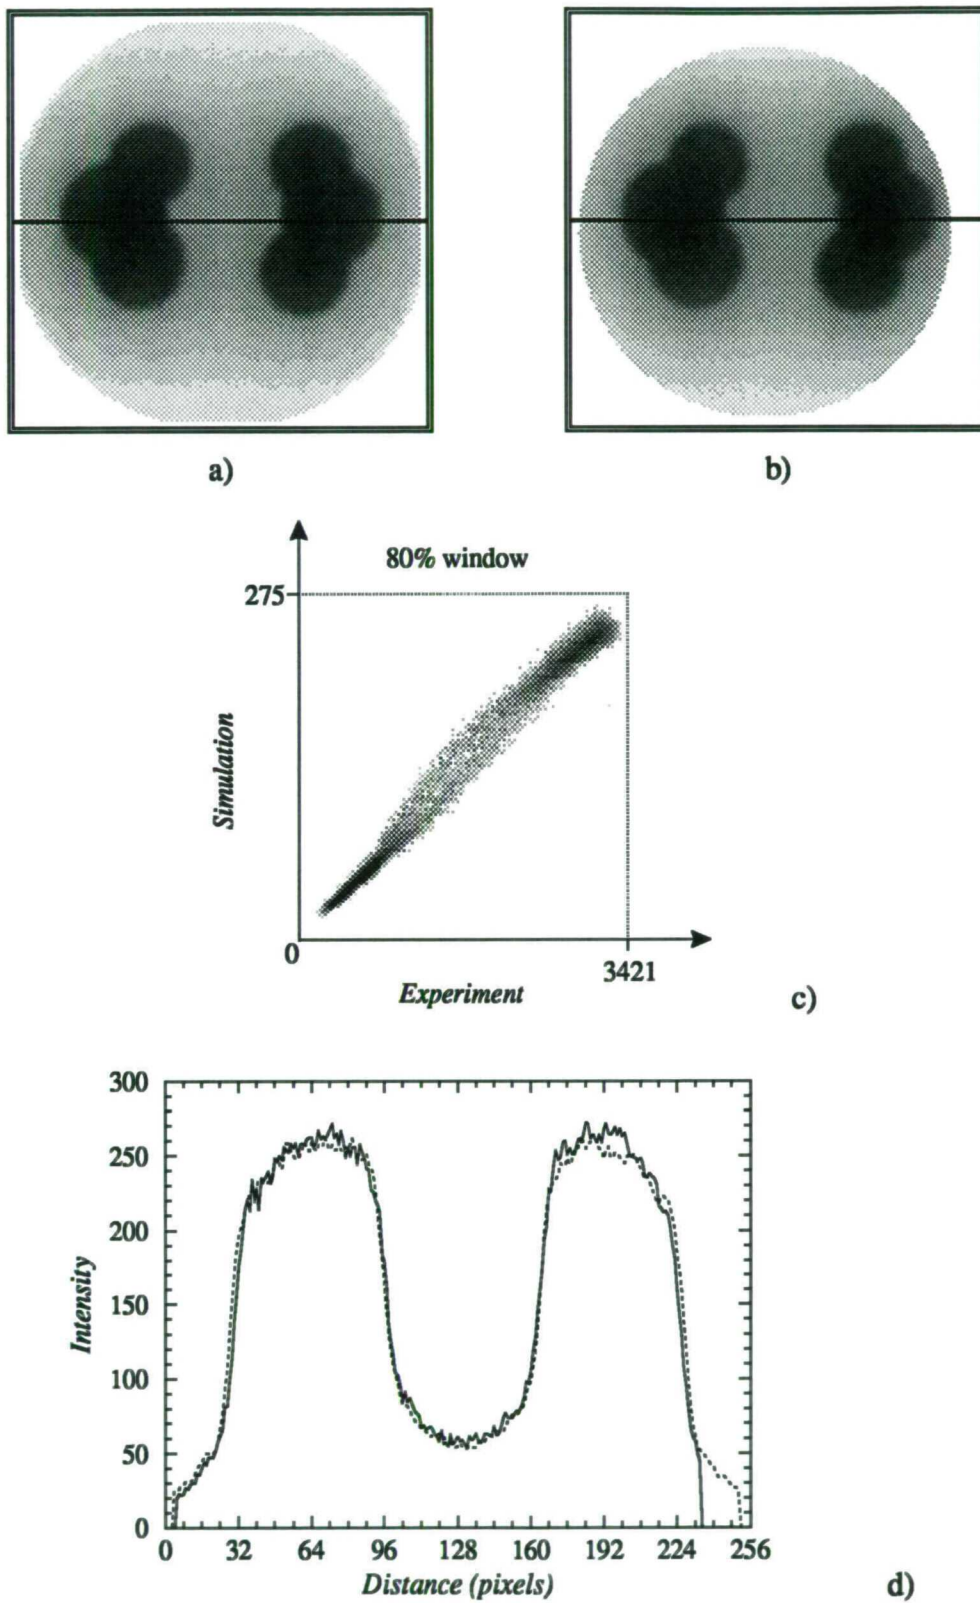 a)
b)
80% window
275
Simulation
0
3421
Experiment
c)
300
250
200
150
100
50
0
Intensity
0 32 64 96 128 160 192 224 256
Distance (pixels)
d)